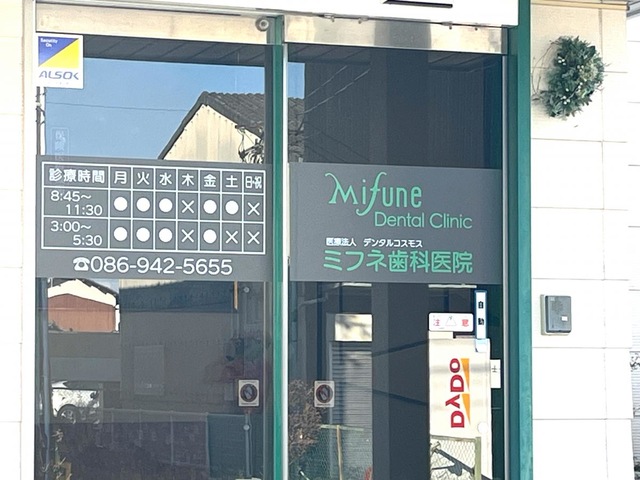 Security On
ALSOK
診療時間 月 火 水 木 金 土 日・祝
8:45〜11:30 ● ● ● × ● ● ×
3:00〜5:30 ● ● ● × ● × ×
☎086-942-5655
Mifune
Dental Clinic
医療法人 デンタルコスモス
ミフネ歯科医院
自動
注意
DyDo